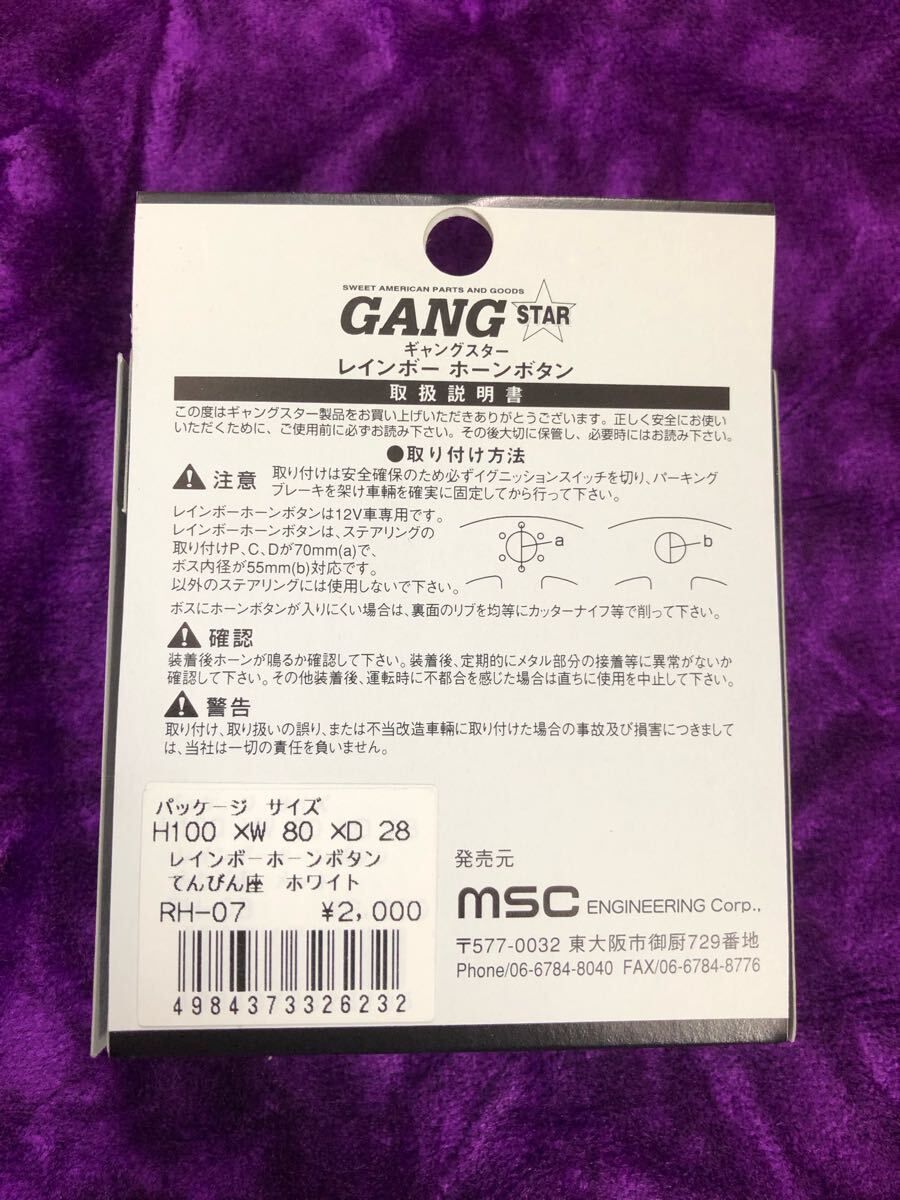 SWEET AMERICAN PARTS AND GOODS
GANG STAR
ギャングスター
レインボー ホーンボタン
取扱説明書
この度はギャングスター製品をお買い上げいただきありがとうございます。正しく安全にお使い
いただくために、ご使用前に必ずお読み下さい。その後大切に保管し、必要時にはお読み下さい。
●取り付け方法
注意 取り付けは安全確保のため必ずイグニッションスイッチを切り、パーキング
ブレーキを架け車輌を確実に固定してから行って下さい。
レインボーホーンボタンは12V車専用です。
レインボーホーンボタンは、ステアリングの
取り付けP、C、Dが70mm(a)で、
ボス内径が55mm(b)対応です。
以外のステアリングには使用しないで下さい。
a
b
ボスにホーンボタンが入りにくい場合は、裏面のリブを均等にカッターナイフ等で削って下さい。
確認
装着後ホーンが鳴るか確認して下さい。装着後、定期的にメタル部分の接着等に異常がないか
確認して下さい。その他装着後、運転時に不都合を感じた場合は直ちに使用を中止して下さい。
警告
取り付け、取り扱いの誤り、または不当改造車輌に取り付けた場合の事故及び損害につきまして
は、当社は一切の責任を負いません。
パッケージ サイズ
H100 ×W 80 ×D 28
レインボーホーンボタン
てんびん座 ホワイト
RH-07 ¥2,000
4984373326232
発売元
msc ENGINEERING Corp.,
〒577-0032 東大阪市御厨729番地
Phone/06-6784-8040 FAX/06-6784-8776